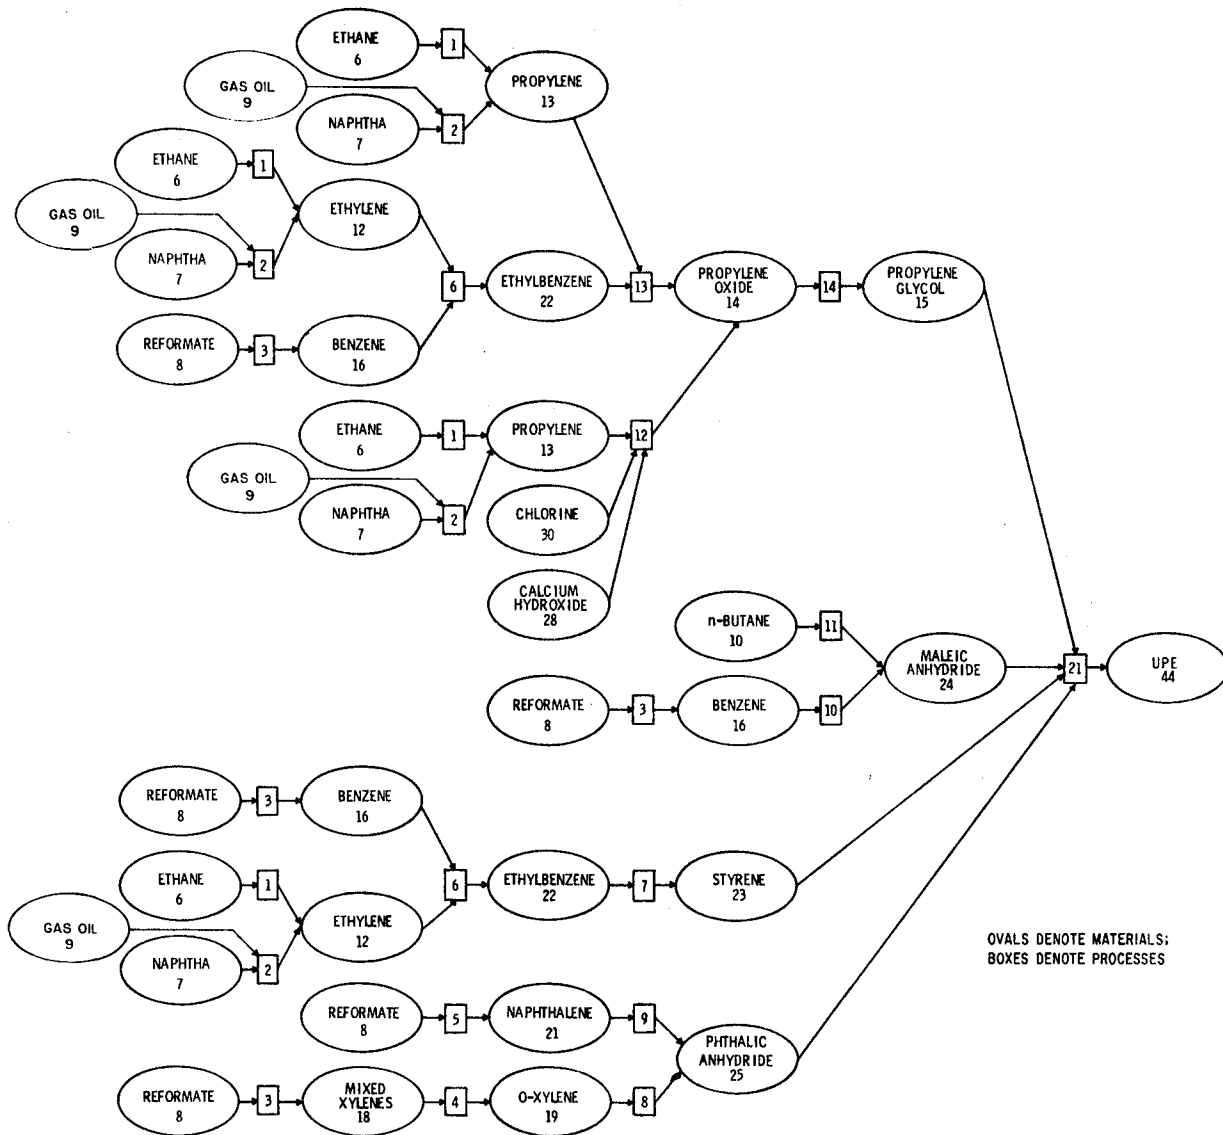 ETHANE
6
1
GAS OIL
9
PROPYLENE
13
NAPHTHA
7
2
ETHANE
6
1
GAS OIL
9
ETHYLENE
12
NAPHTHA
7
2
6
ETHYLBENZENE
22
13
PROPYLENE
OXIDE
14
14
PROPYLENE
GLYCOL
15
REFORMATE
8
3
BENZENE
16
ETHANE
6
1
PROPYLENE
13
12
GAS OIL
9
NAPHTHA
7
2
CHLORINE
30
CALCIUM
HYDROXIDE
28
n-BUTANE
10
11
MALEIC
ANHYDRIDE
24
21
UPE
44
REFORMATE
8
3
BENZENE
16
10
REFORMATE
8
3
BENZENE
16
ETHANE
6
1
6
ETHYLBENZENE
22
7
STYRENE
23
GAS OIL
9
ETHYLENE
12
NAPHTHA
7
2
OVALS DENOTE MATERIALS;
BOXES DENOTE PROCESSES
REFORMATE
8
5
NAPHTHALENE
21
9
PHTHALIC
ANHYDRIDE
25
REFORMATE
8
3
MIXED
XYLENES
18
4
O-XYLENE
19
8